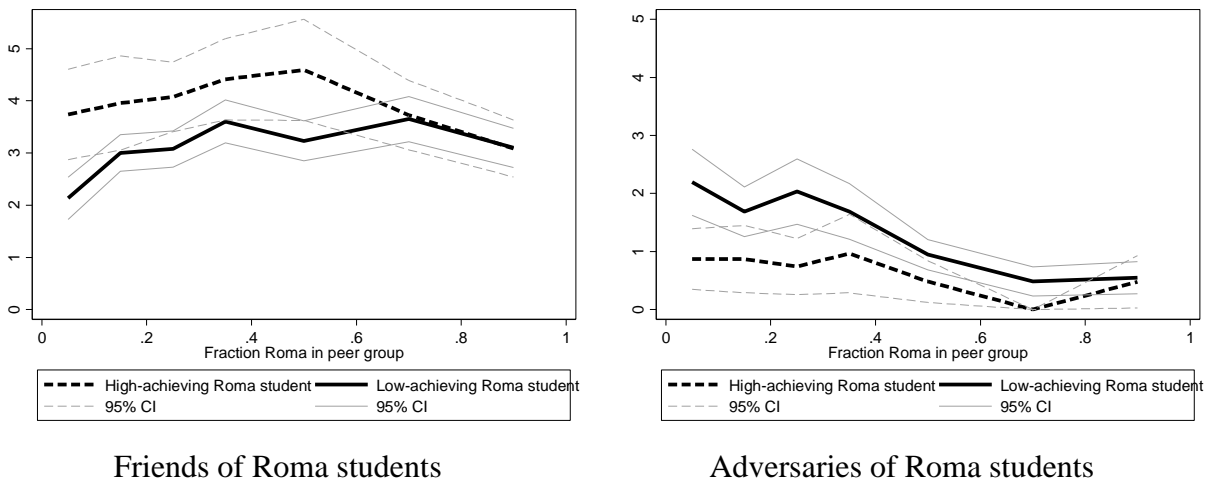 5
4
3
2
1
0
0 .2 .4 .6 .8 1
Fraction Roma in peer group
High-achieving Roma student Low-achieving Roma student
95% CI 95% CI
Friends of Roma students
5
4
3
2
1
0
0 .2 .4 .6 .8 1
Fraction Roma in peer group
High-achieving Roma student Low-achieving Roma student
95% CI 95% CI
Adversaries of Roma students